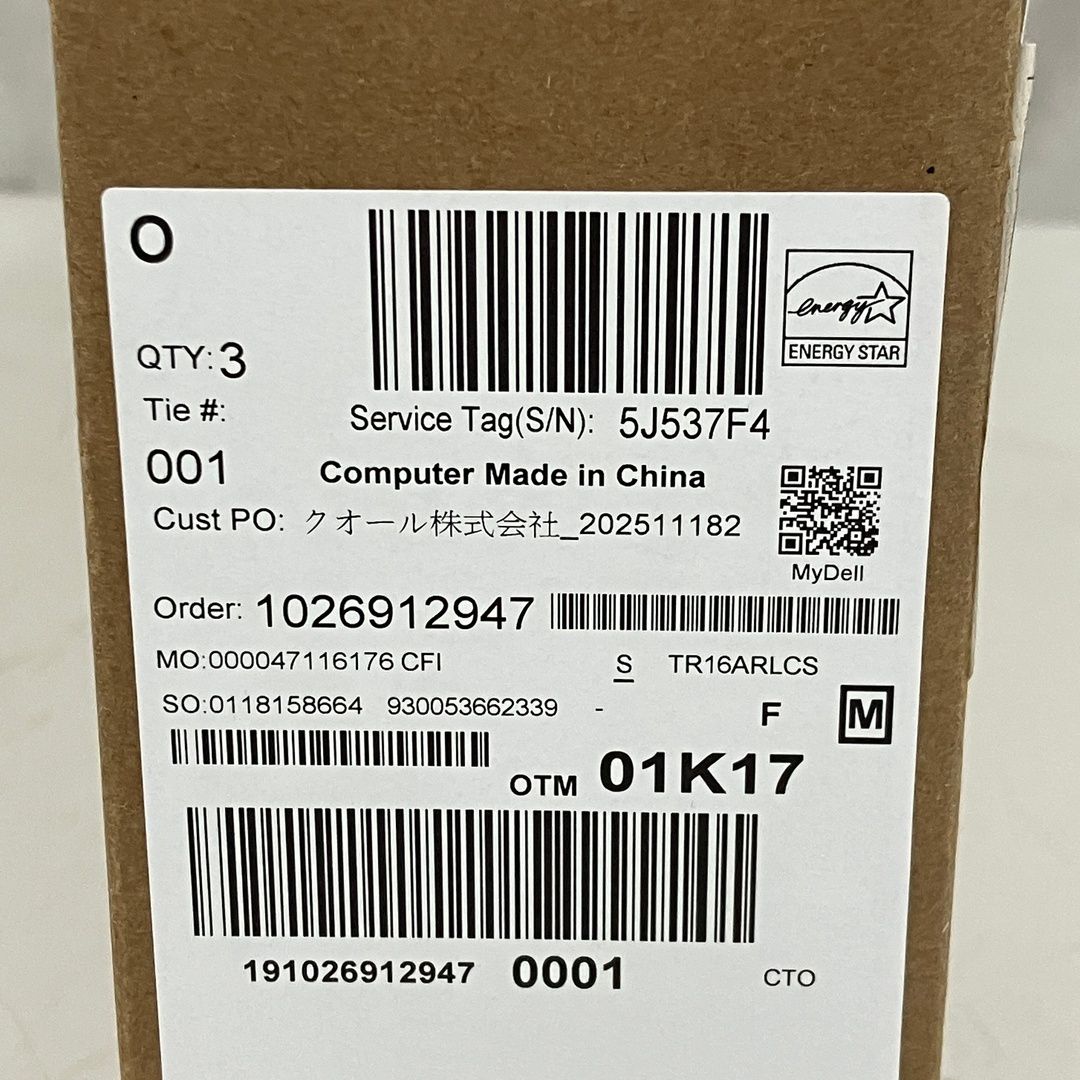 O
energy
ENERGY STAR
QTY: 3
Tie #:
Service Tag(S/N): 5J537F4
001
Computer Made in China
Cust PO: クオール株式会社_202511182
MyDell
Order: 1026912947
MO:000047116176 CFI S TR16ARLCS
SO:0118158664 930053662339 - F M
OTM 01K17
191026912947 0001 CTO